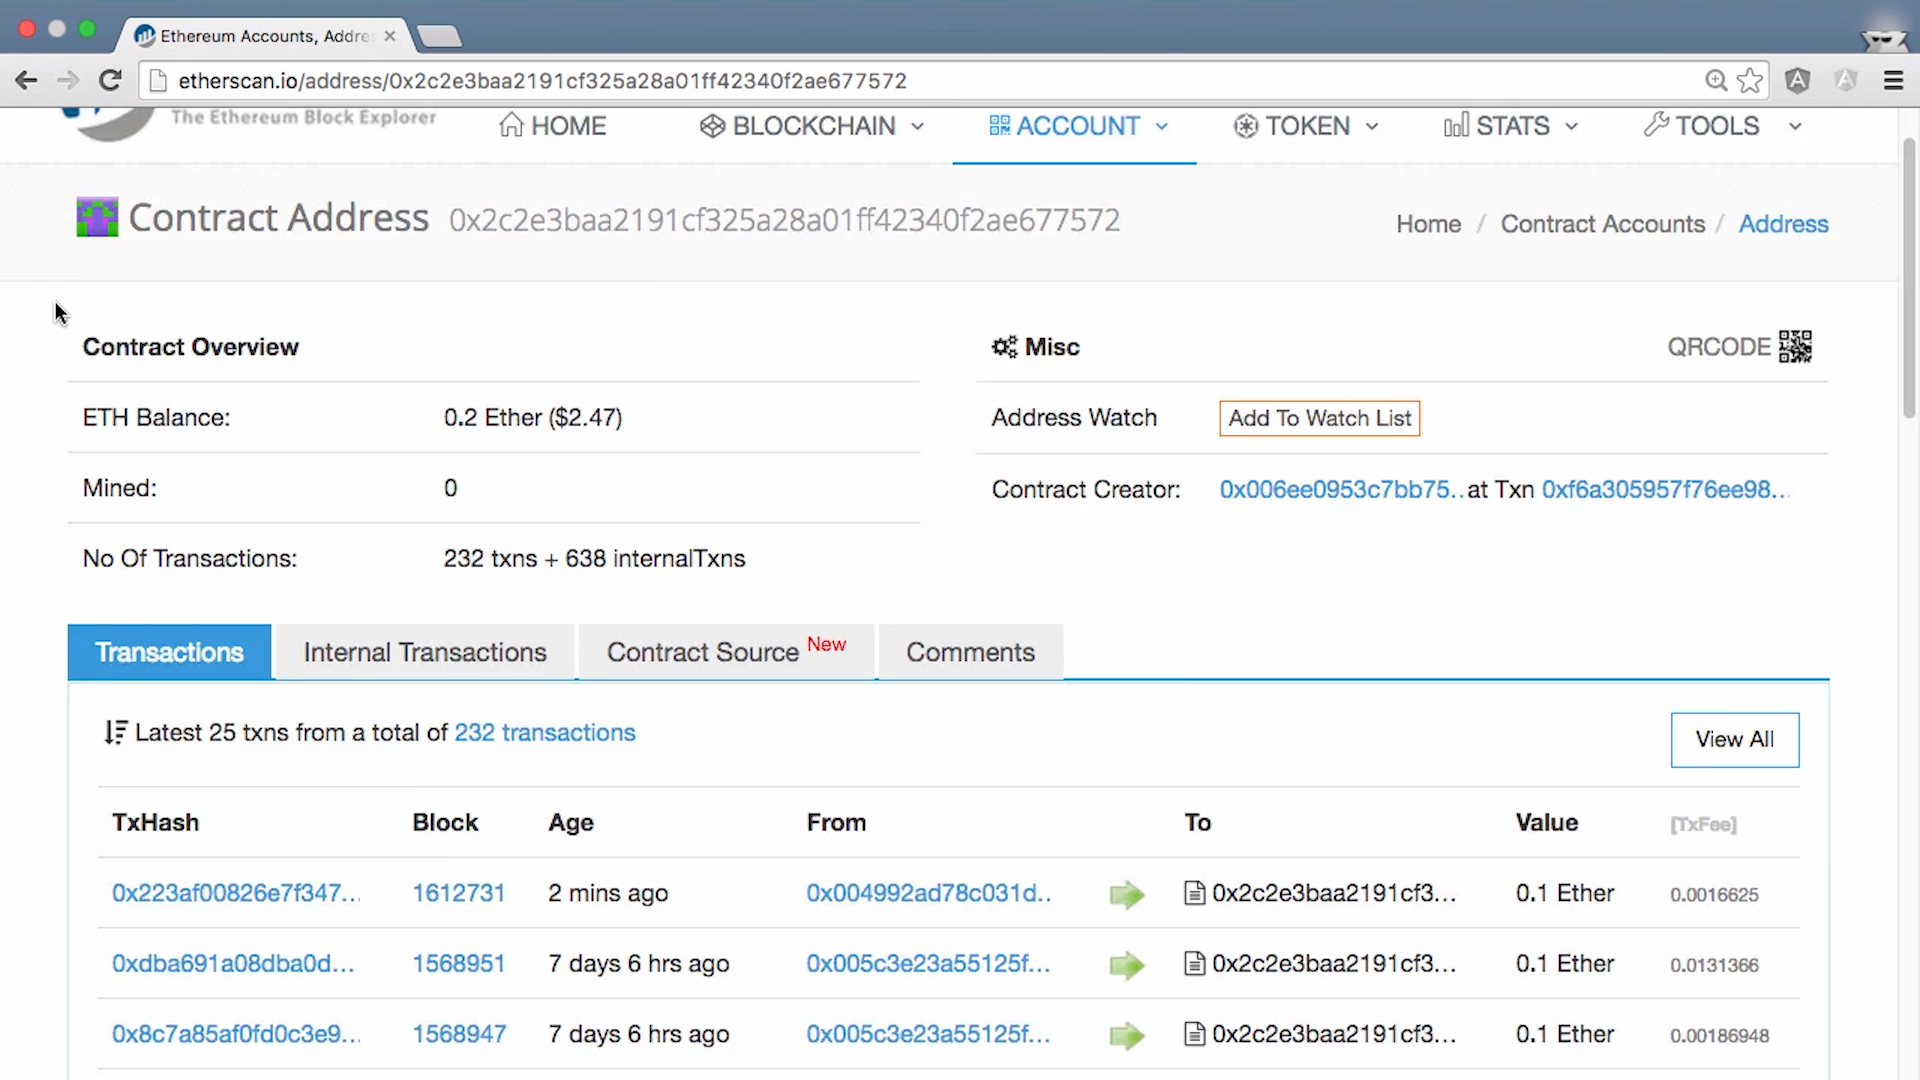 Ethereum Accounts, Addre
etherscan.io/address/0x2c2e3baa2191cf325a28a01ff42340f2ae677572
The Ethereum Block Explorer
HOME
BLOCKCHAIN
ACCOUNT
TOKEN
STATS
TOOLS
Contract Address 0x2c2e3baa2191cf325a28a01ff42340f2ae677572
Home / Contract Accounts / Address
Contract Overview
ETH Balance: 0.2 Ether ($2.47)
Mined: 0
No Of Transactions: 232 txns + 638 internalTxns
Misc
QRCODE
Address Watch Add To Watch List
Contract Creator: 0x006ee0953c7bb75..at Txn 0xf6a305957f76ee98...
Transactions
Internal Transactions
Contract Source New
Comments
Latest 25 txns from a total of 232 transactions
View All
TxHash Block Age From To Value [TxFee]
0x223af00826e7f347... 1612731 2 mins ago 0x004992ad78c031d.. 0x2c2e3baa2191cf3... 0.1 Ether 0.0016625
0xdba691a08dba0d... 1568951 7 days 6 hrs ago 0x005c3e23a55125f... 0x2c2e3baa2191cf3... 0.1 Ether 0.0131366
0x8c7a85af0fd0c3e9... 1568947 7 days 6 hrs ago 0x005c3e23a55125f... 0x2c2e3baa2191cf3... 0.1 Ether 0.00186948